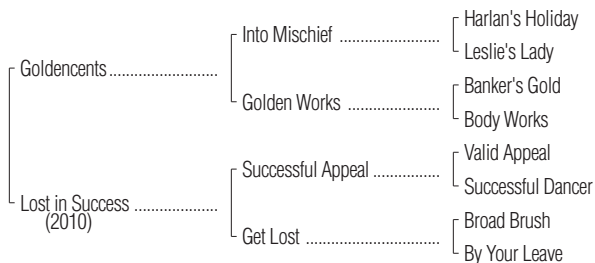 Harlan's Holiday
Into Mischief ........................
Leslie's Lady
Goldencents..........................
Banker's Gold
Golden Works ......................
Body Works
Valid Appeal
Successful Appeal ................
Successful Dancer
Lost in Success ....................
(2010)
Broad Brush
Get Lost ................................
By Your Leave